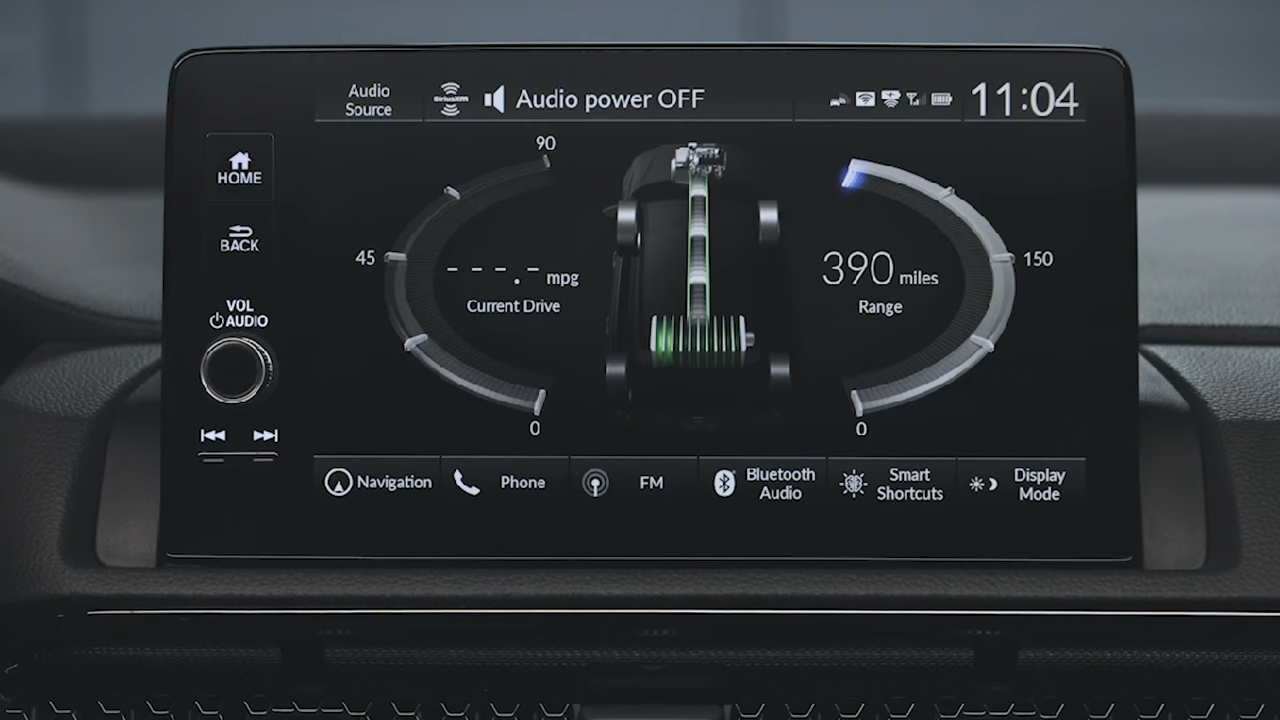 Audio
Source
SiriusXM
Audio power OFF
11:04
HOME
BACK
VOL
AUDIO
90
45
0
- - - . - mpg
Current Drive
390 miles
Range
150
0
Navigation
Phone
FM
Bluetooth
Audio
Smart
Shortcuts
Display
Mode